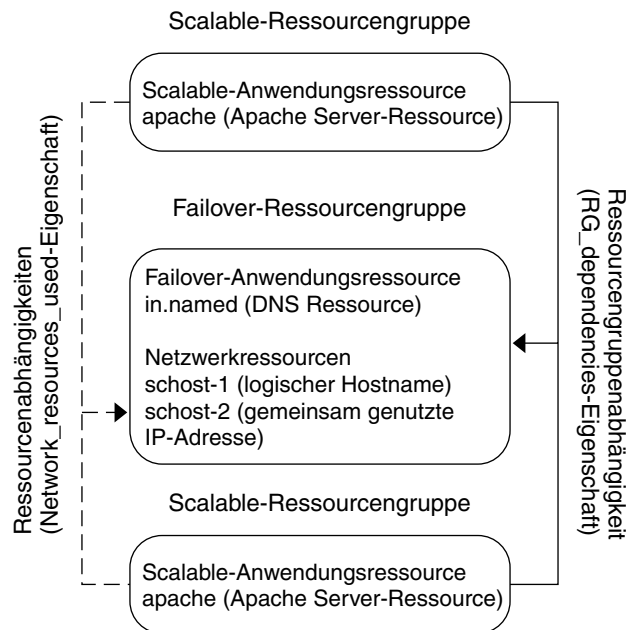 Scalable-Ressourcengruppe
Scalable-Anwendungsressource
apache (Apache Server-Ressource)
Failover-Ressourcengruppe
Failover-Anwendungsressource
in.named (DNS Ressource)
Netzwerkressourcen
schost-1 (logischer Hostname)
schost-2 (gemeinsam genutzte
IP-Adresse)
Scalable-Ressourcengruppe
Scalable-Anwendungsressource
apache (Apache Server-Ressource)
Ressourcenabhängigkeiten
(Network_resources_used-Eigenschaft)
Ressourcengruppenabhängigkeit
(RG_dependencies-Eigenschaft)